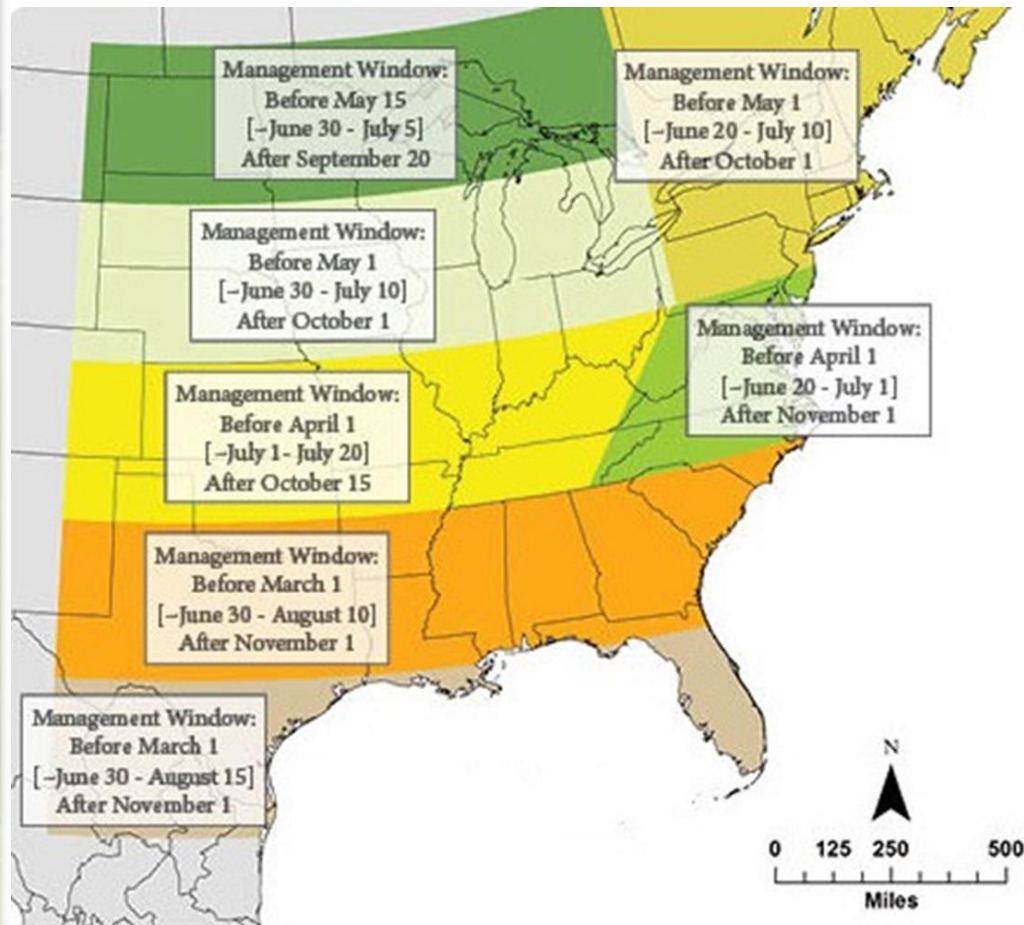 Management Window:
Before May 15
[~June 30 - July 5]
After September 20
Management Window:
Before May 1
[~June 20 - July 10]
After October 1
Management Window:
Before May 1
[~June 30 - July 10]
After October 1
Management Window:
Before April 1
[~June 20 - July 1]
After November 1
Management Window:
Before April 1
[~July 1- July 20]
After October 15
Management Window:
Before March 1
[~June 30 - August 10]
After November 1
Management Window:
Before March 1
[~June 30 - August 15]
After November 1
N
0 125 250 500
Miles